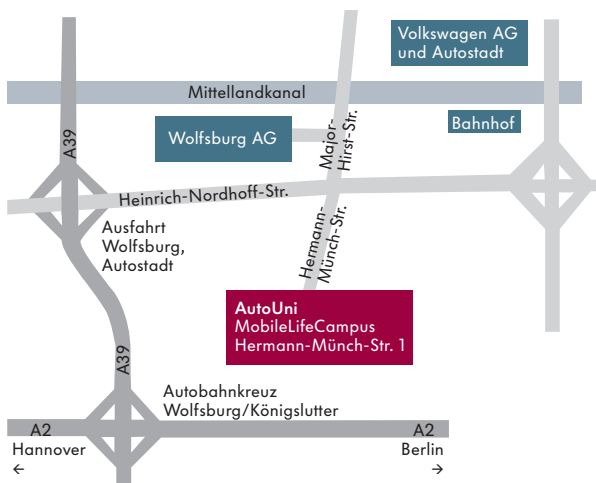 Volkswagen AG
und Autostadt
Mittellandkanal
Bahnhof
Wolfsburg AG
A39
Major-
Hirst-Str.
Heinrich-Nordhoff-Str.
Ausfahrt
Wolfsburg,
Autostadt
Hermann-
Münch-Str.
AutoUni
MobileLifeCampus
Hermann-Münch-Str. 1
A39
Autobahnkreuz
Wolfsburg/Königslutter
A2
A2
Hannover
←
Berlin
→